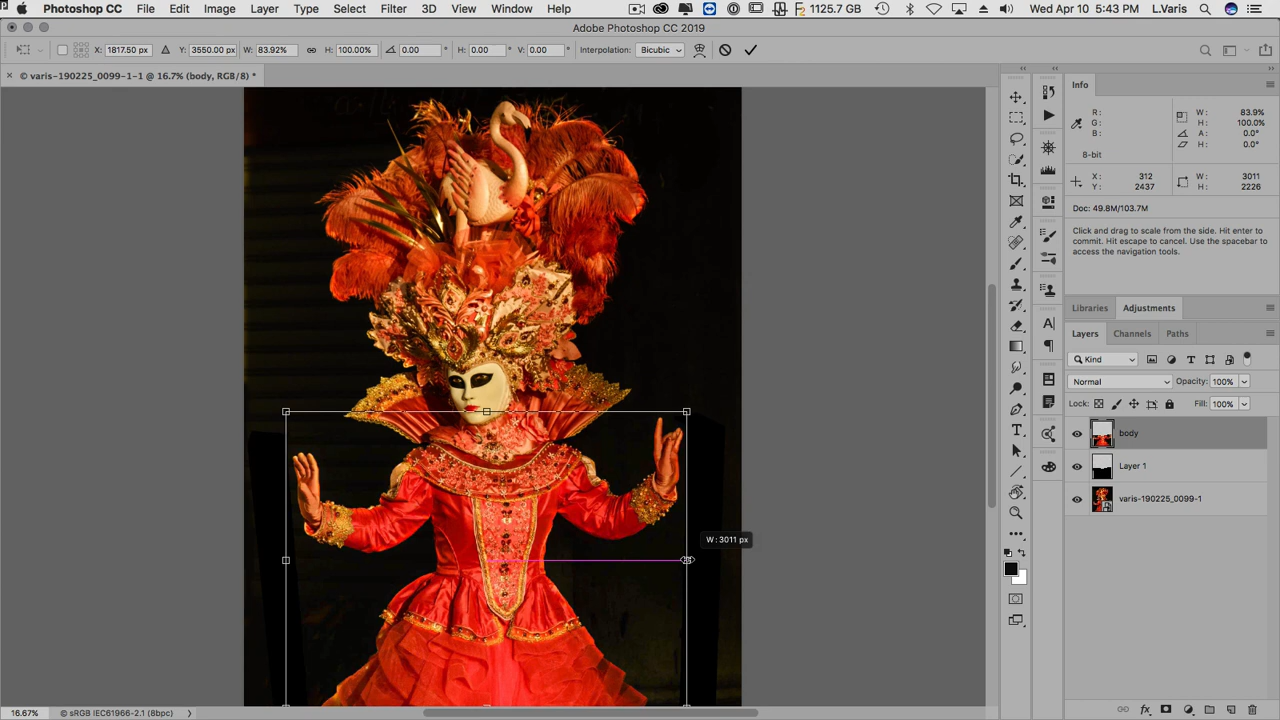 Photoshop CC File Edit Image Layer Type Select Filter 3D View Window Help 1125.7 GB Wed Apr 10 5:43 PM L.Varis
Adobe Photoshop CC 2019
X: 1817.50 px Y: 3550.00 px W: 83.92% H: 100.00% 0.00 ° H: 0.00 ° V: 0.00 ° Interpolation: Bicubic
× © varis-190225_0099-1-1 @ 16.7% (body, RGB/8) *
Info
R: W: 83.9%
G: H: 100.0%
B: A: 0.0°
8-bit H: 0.0°
X: 312 W: 3011
Y: 2437 H: 2226
Doc: 49.8M/103.7M
Click and drag to scale from the side. Hit enter to
commit. Hit escape to cancel. Use the spacebar to
access the navigation tools.
Libraries Adjustments
Layers Channels Paths
Kind
Normal Opacity: 100%
Lock: Fill: 100%
body
Layer 1
varis-190225_0099-1
W: 3011 px
16.67% © sRGB IEC61966-2.1 (8bpc)